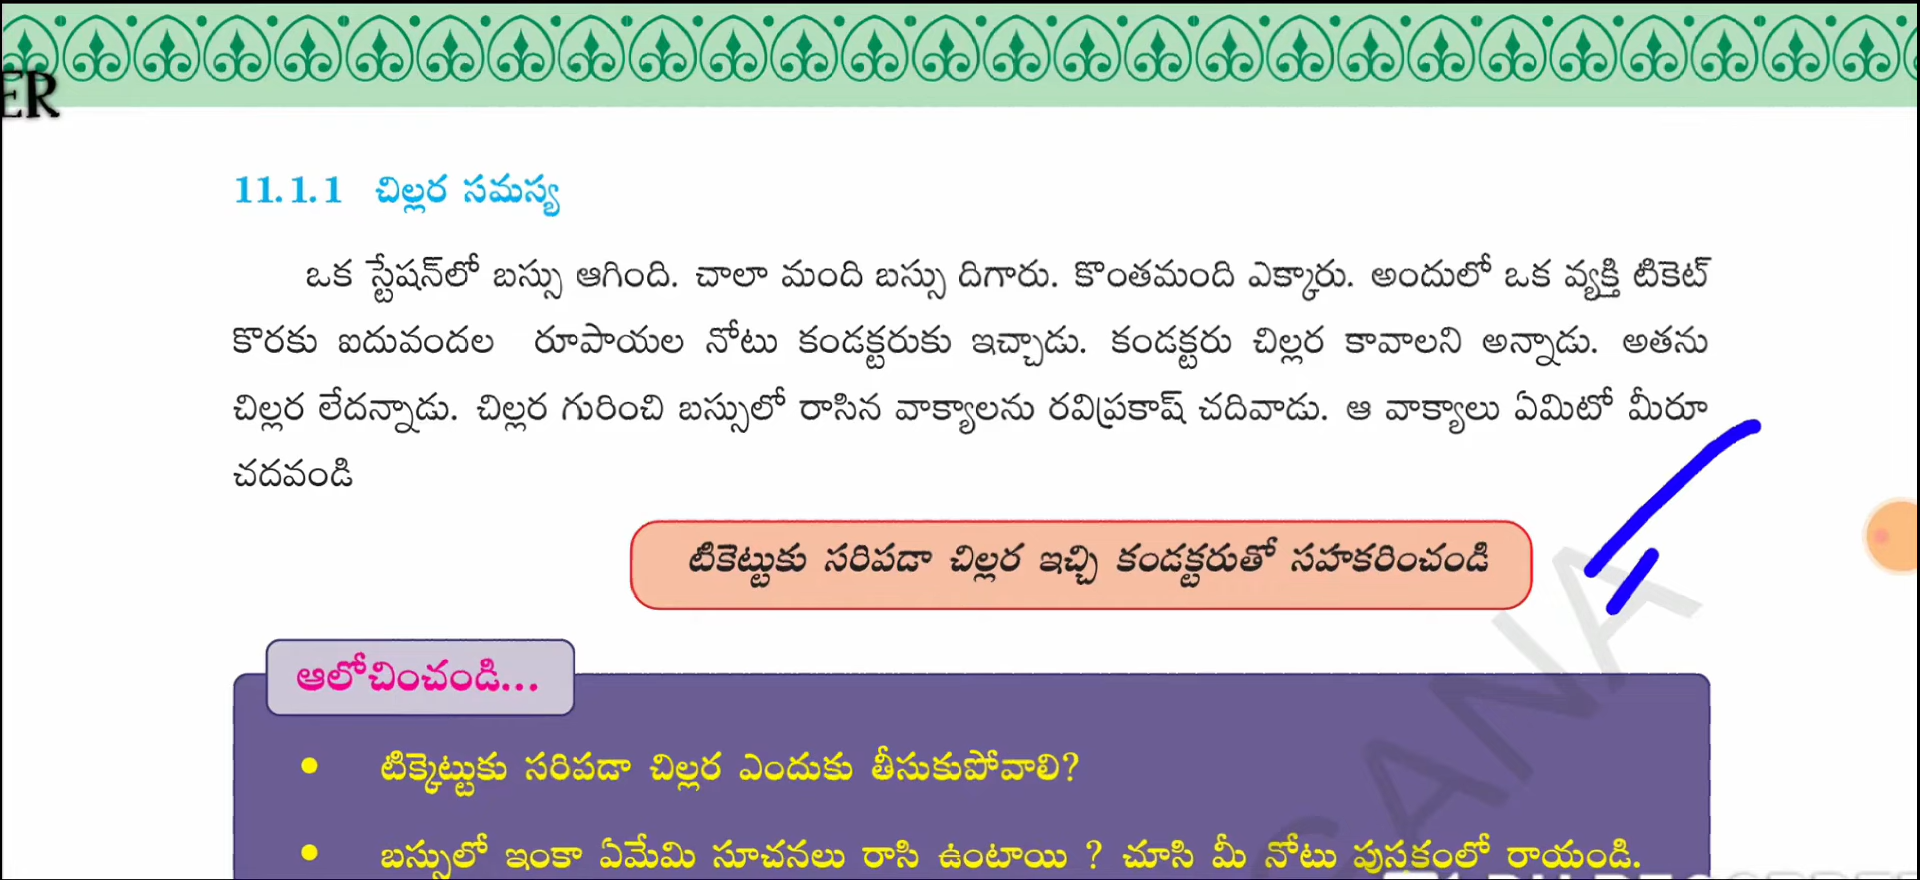 ER
11.1.1 చిల్లర సమస్య
ఒక స్టేషన్‌లో బస్సు ఆగింది. చాలా మంది బస్సు దిగారు. కొంతమంది ఎక్కారు. అందులో ఒక వ్యక్తి టికెట్
కొరకు ఐదువందల రూపాయల నోటు కండక్టరుకు ఇచ్చాడు. కండక్టరు చిల్లర కావాలని అన్నాడు. అతను
చిల్లర లేదన్నాడు. చిల్లర గురించి బస్సులో రాసిన వాక్యాలను రవిప్రకాష్ చదివాడు. ఆ వాక్యాలు ఏమిటో మీరూ
చదవండి
టికెట్టుకు సరిపడా చిల్లర ఇచ్చి కండక్టరుతో సహకరించండి
ఆలోచించండి...
• టిక్కెట్టుకు సరిపడా చిల్లర ఎందుకు తీసుకుపోవాలి?
• బస్సులో ఇంకా ఏమేమి సూచనలు రాసి ఉంటాయి ? చూసి మీ నోటు పుస్తకంలో రాయండి.